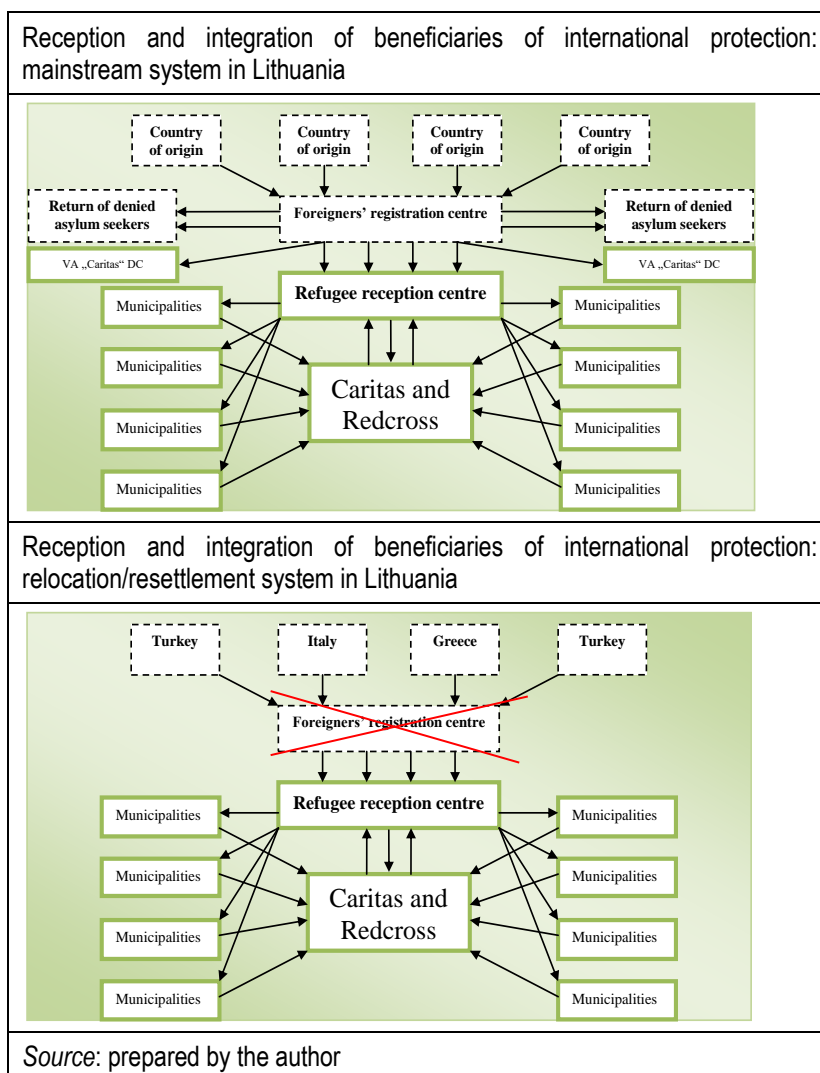 Reception and integration of beneficiaries of international protection:
mainstream system in Lithuania
Country
of origin
Country
of origin
Country
of origin
Country
of origin
Return of denied
asylum seekers
Foreigners’ registration centre
Return of denied
asylum seekers
VA „Caritas“ DC
VA „Caritas“ DC
Refugee reception centre
Municipalities
Municipalities
Municipalities
Municipalities
Caritas and
Redcross
Municipalities
Municipalities
Municipalities
Municipalities
Reception and integration of beneficiaries of international protection:
relocation/resettlement system in Lithuania
Turkey
Italy
Greece
Turkey
Foreigners’ registration centre
Refugee reception centre
Municipalities
Municipalities
Municipalities
Municipalities
Caritas and
Redcross
Municipalities
Municipalities
Municipalities
Municipalities
Source: prepared by the author